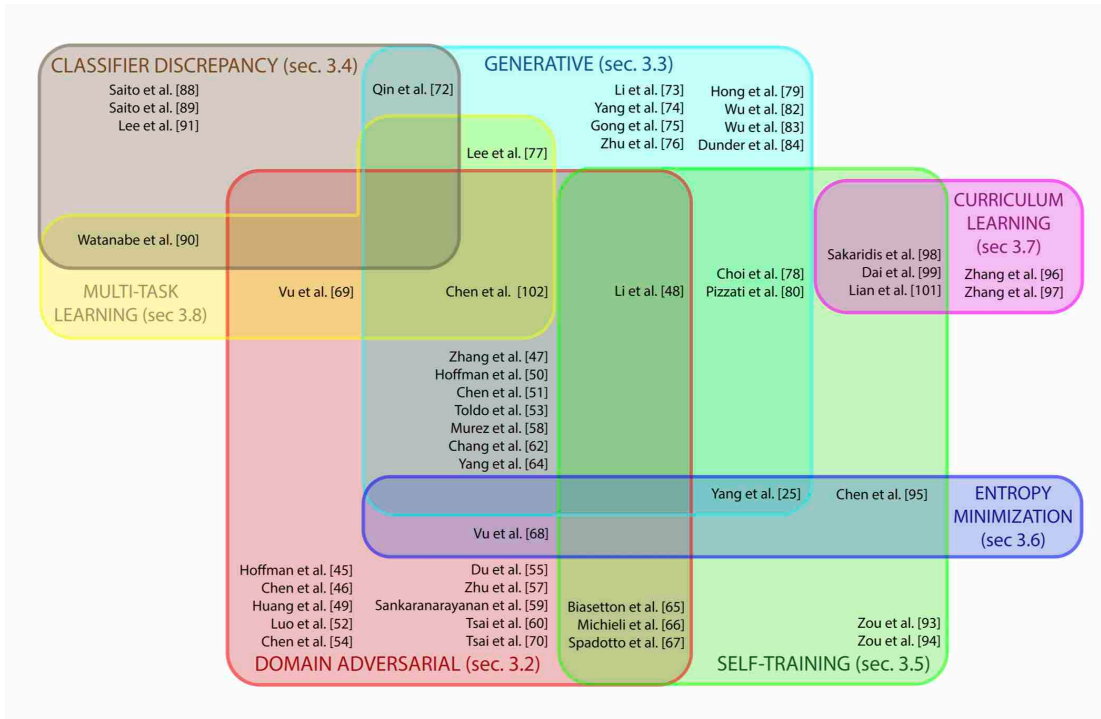 CLASSIFIER DISCREPANCY (sec. 3.4)
Saito et al. [88]
Saito et al. [89]
Lee et al. [91]
Qin et al. [72]
GENERATIVE (sec. 3.3)
Li et al. [73]
Yang et al. [74]
Gong et al. [75]
Zhu et al. [76]
Hong et al. [79]
Wu et al. [82]
Wu et al. [83]
Dunder et al. [84]
Lee et al. [77]
Watanabe et al. [90]
MULTI-TASK
LEARNING (sec 3.8)
Vu et al. [69]
Chen et al. [102]
Li et al. [48]
Choi et al. [78]
Pizzati et al. [80]
Sakaridis et al. [98]
Dai et al. [99]
Lian et al. [101]
CURRICULUM
LEARNING
(sec 3.7)
Zhang et al. [96]
Zhang et al. [97]
Zhang et al. [47]
Hoffman et al. [50]
Chen et al. [51]
Toldo et al. [53]
Murez et al. [58]
Chang et al. [62]
Yang et al. [64]
Yang et al. [25]
Chen et al. [95]
ENTROPY
MINIMIZATION
(sec 3.6)
Vu et al. [68]
Hoffman et al. [45]
Chen et al. [46]
Huang et al. [49]
Luo et al. [52]
Chen et al. [54]
Du et al. [55]
Zhu et al. [57]
Sankaranarayanan et al. [59]
Tsai et al. [60]
Tsai et al. [70]
Biasetton et al. [65]
Michieli et al. [66]
Spadotto et al. [67]
Zou et al. [93]
Zou et al. [94]
DOMAIN ADVERSARIAL (sec. 3.2)
SELF-TRAINING (sec. 3.5)